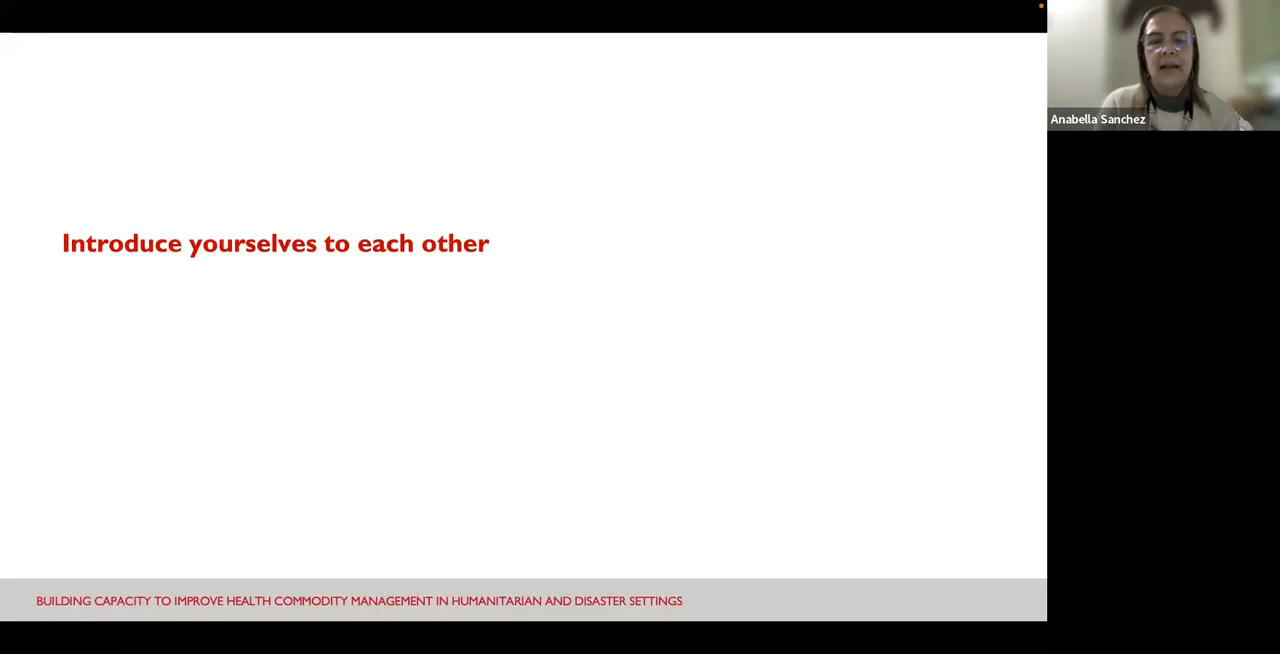 Introduce yourselves to each other
Anabella Sanchez
BUILDING CAPACITY TO IMPROVE HEALTH COMMODITY MANAGEMENT IN HUMANITARIAN AND DISASTER SETTINGS